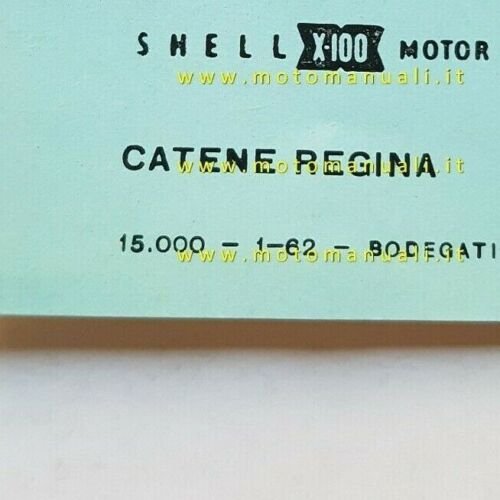 SHELL X-100 MOTOR
www.motomanuali.it
CATENE REGINA
www.motomanuali.it
15.000 - 1-62 - BODEGATI
www.motomanuali.it